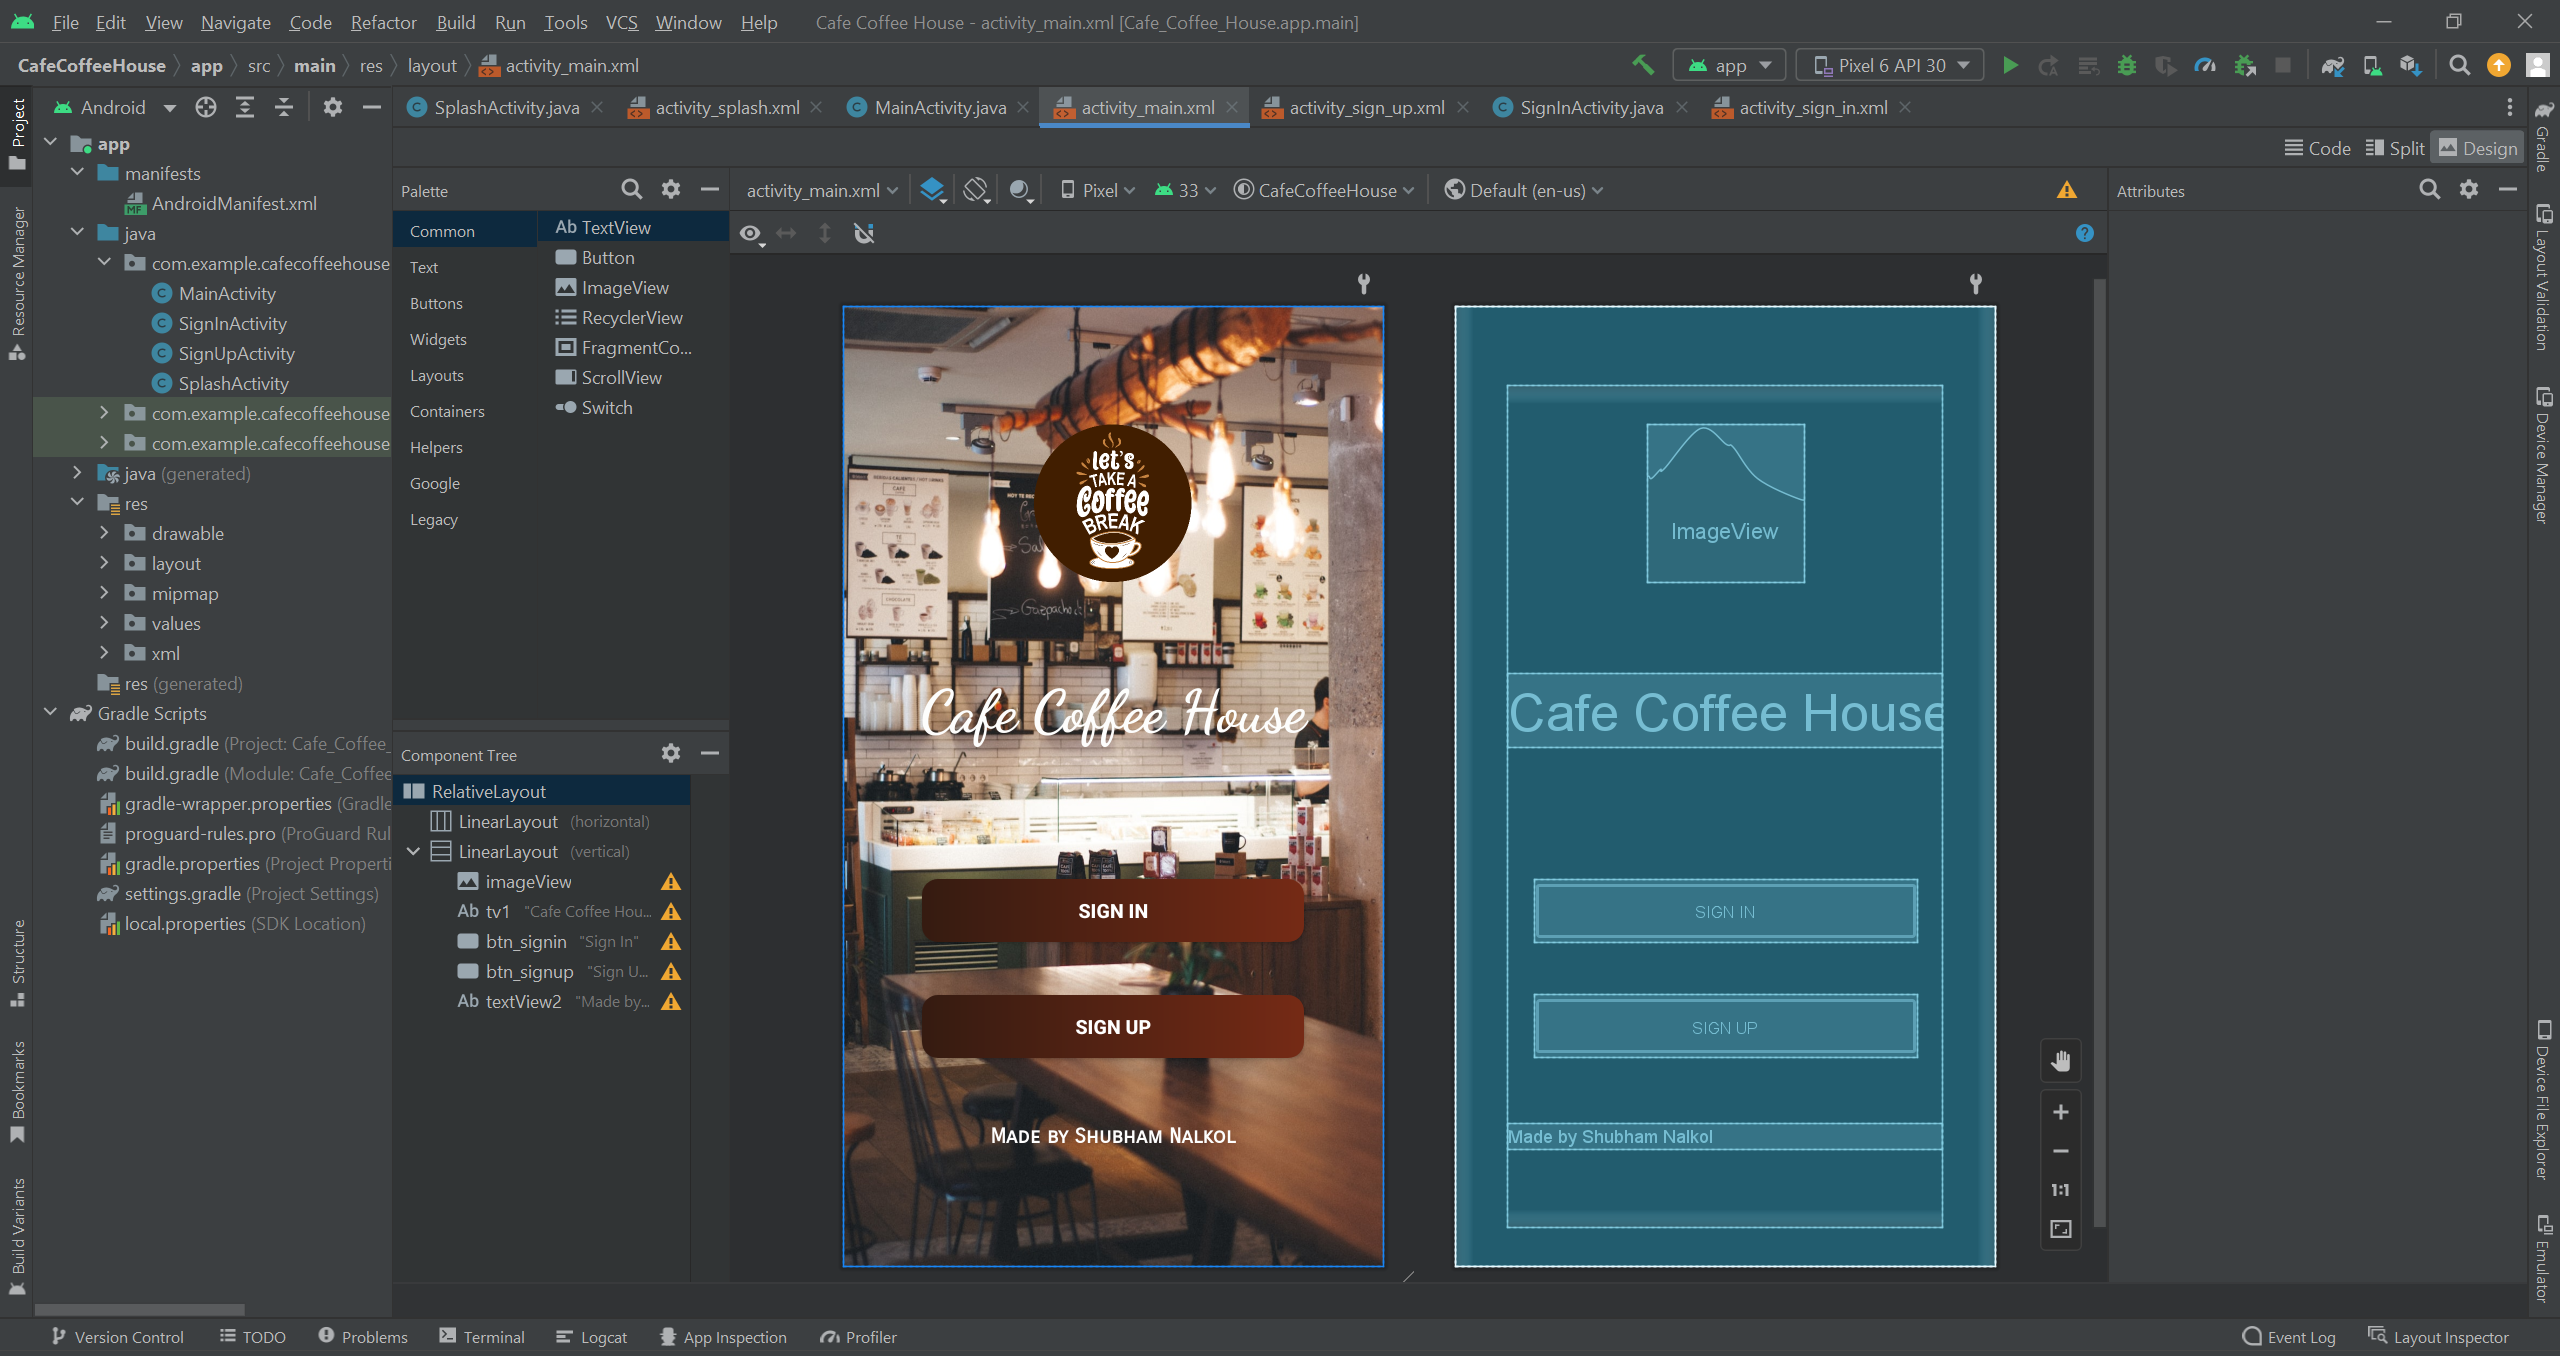 File Edit View Navigate Code Refactor Build Run Tools VCS Window Help Cafe Coffee House - activity_main.xml [Cafe_Coffee_House.app.main]
CafeCoffeeHouse app src main res layout activity_main.xml app Pixel 6 API 30
Android SplashActivity.java activity_splash.xml MainActivity.java activity_main.xml activity_sign_up.xml SignInActivity.java activity_sign_in.xml
Code Split Design
Project
Resource Manager
Structure
Bookmarks
Build Variants
app
manifests
AndroidManifest.xml
java
com.example.cafecoffeehouse
MainActivity
SignInActivity
SignUpActivity
SplashActivity
com.example.cafecoffeehouse
com.example.cafecoffeehouse
java (generated)
res
drawable
layout
mipmap
values
xml
res (generated)
Gradle Scripts
build.gradle (Project: Cafe_Coffee_
build.gradle (Module: Cafe_Coffee
gradle-wrapper.properties (Gradle
proguard-rules.pro (ProGuard Rul
gradle.properties (Project Properti
settings.gradle (Project Settings)
local.properties (SDK Location)
Palette
Common
Text
Buttons
Widgets
Layouts
Containers
Helpers
Google
Legacy
Ab TextView
Button
ImageView
RecyclerView
FragmentCo...
ScrollView
Switch
Component Tree
RelativeLayout
LinearLayout (horizontal)
LinearLayout (vertical)
imageView
Ab tv1 "Cafe Coffee Hou...
btn_signin "Sign In"
btn_signup "Sign U...
Ab textView2 "Made by...
activity_main.xml Pixel 33 CafeCoffeeHouse Default (en-us)
let's
TAKE A
Coffee
BREAK
Gazpacho
Cafe Coffee House
SIGN IN
SIGN UP
Made by Shubham Nalkol
ImageView
Cafe Coffee House
SIGN IN
SIGN UP
Made by Shubham Nalkol
1:1
Attributes
Gradle
Layout Validation
Device Manager
Device File Explorer
Emulator
Version Control TODO Problems Terminal Logcat App Inspection Profiler Event Log Layout Inspector